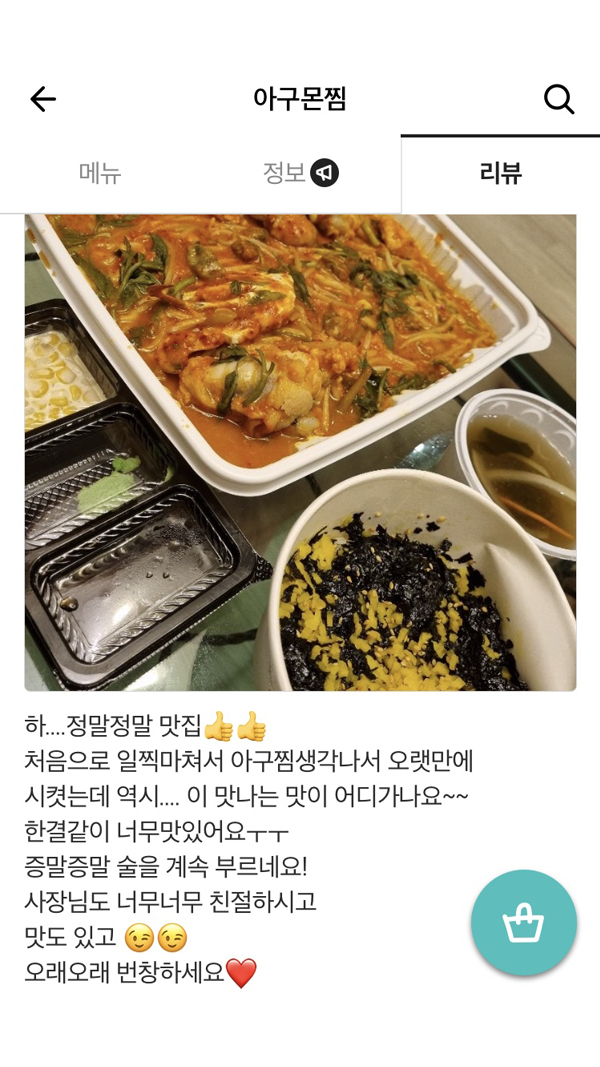 아구몬찜
메뉴
정보
리뷰
하....정말정말 맛집👍👍
처음으로 일찍마쳐서 아구찜생각나서 오랫만에
시켯는데 역시.... 이 맛나는 맛이 어디가나요~~
한결같이 너무맛있어요ㅜㅜ
증말증말 술을 계속 부르네요!
사장님도 너무너무 친절하시고
맛도 있고 😉😉
오래오래 번창하세요❤️